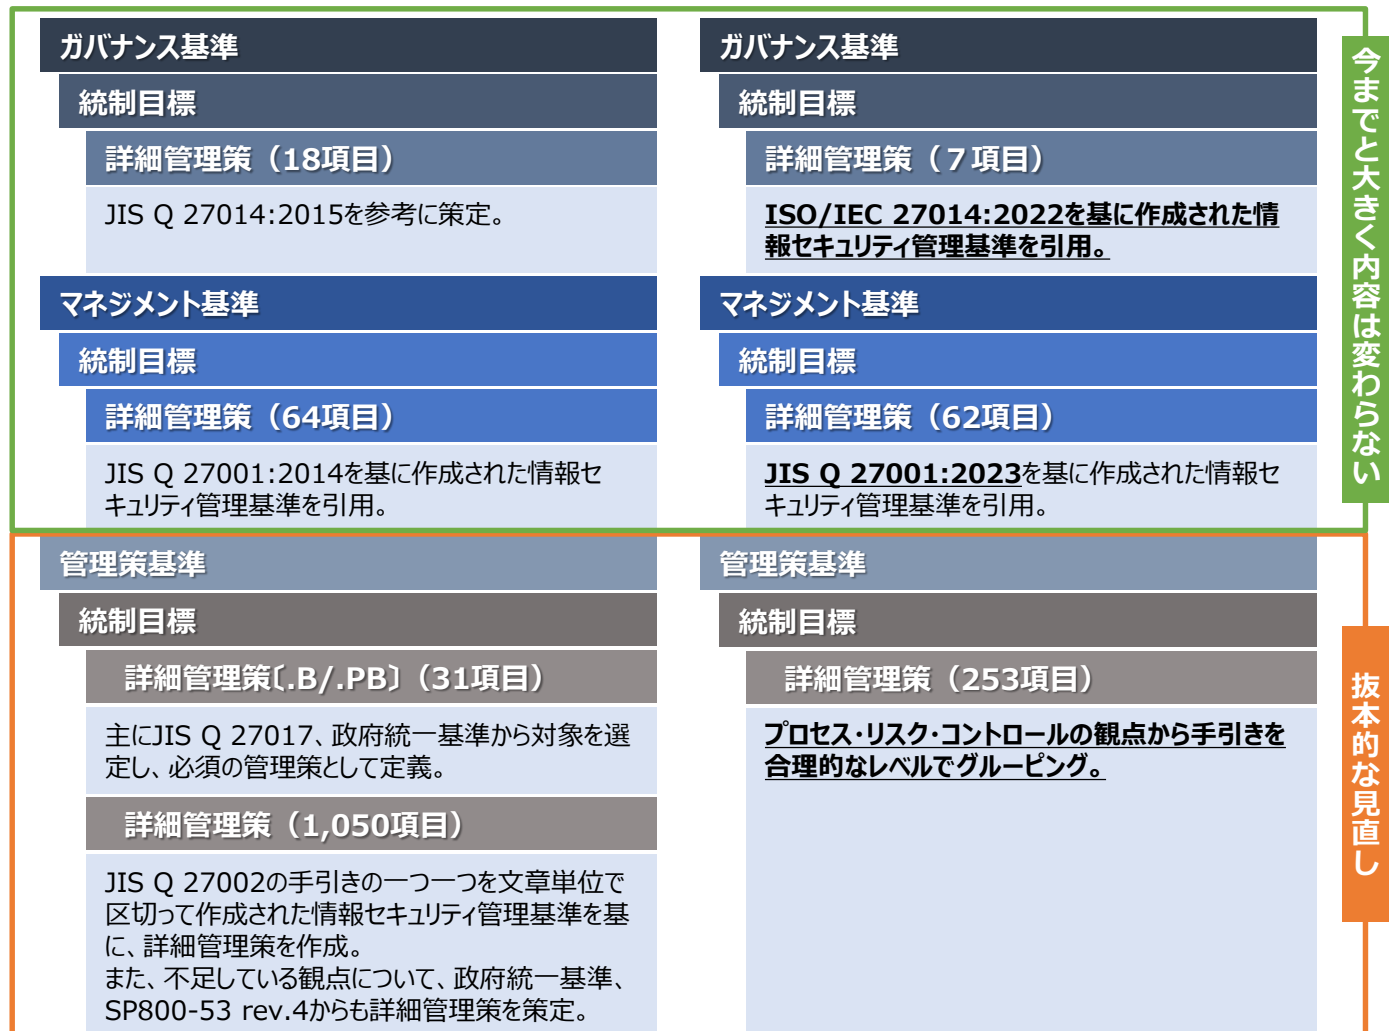 ガバナンス基準
統制目標
詳細管理策（18項目）
JIS Q 27014:2015を参考に策定。
マネジメント基準
統制目標
詳細管理策（64項目）
JIS Q 27001:2014を基に作成された情報セ
キュリティ管理基準を引用。
管理策基準
統制目標
詳細管理策〔.B/.PB〕（31項目）
主にJIS Q 27017、政府統一基準から対象を選
定し、必須の管理策として定義。
詳細管理策（1,050項目）
JIS Q 27002の手引きの一つ一つを文章単位で
区切って作成された情報セキュリティ管理基準を基
に、詳細管理策を作成。
また、不足している観点について、政府統一基準、
SP800-53 rev.4からも詳細管理策を策定。
ガバナンス基準
統制目標
詳細管理策（７項目）
ISO/IEC 27014:2022を基に作成された情
報セキュリティ管理基準を引用。
マネジメント基準
統制目標
詳細管理策（62項目）
JIS Q 27001:2023を基に作成された情報セ
キュリティ管理基準を引用。
管理策基準
統制目標
詳細管理策（253項目）
プロセス・リスク・コントロールの観点から手引きを
合理的なレベルでグルーピング。
今までと大きく内容は変わらない
抜本的な見直し